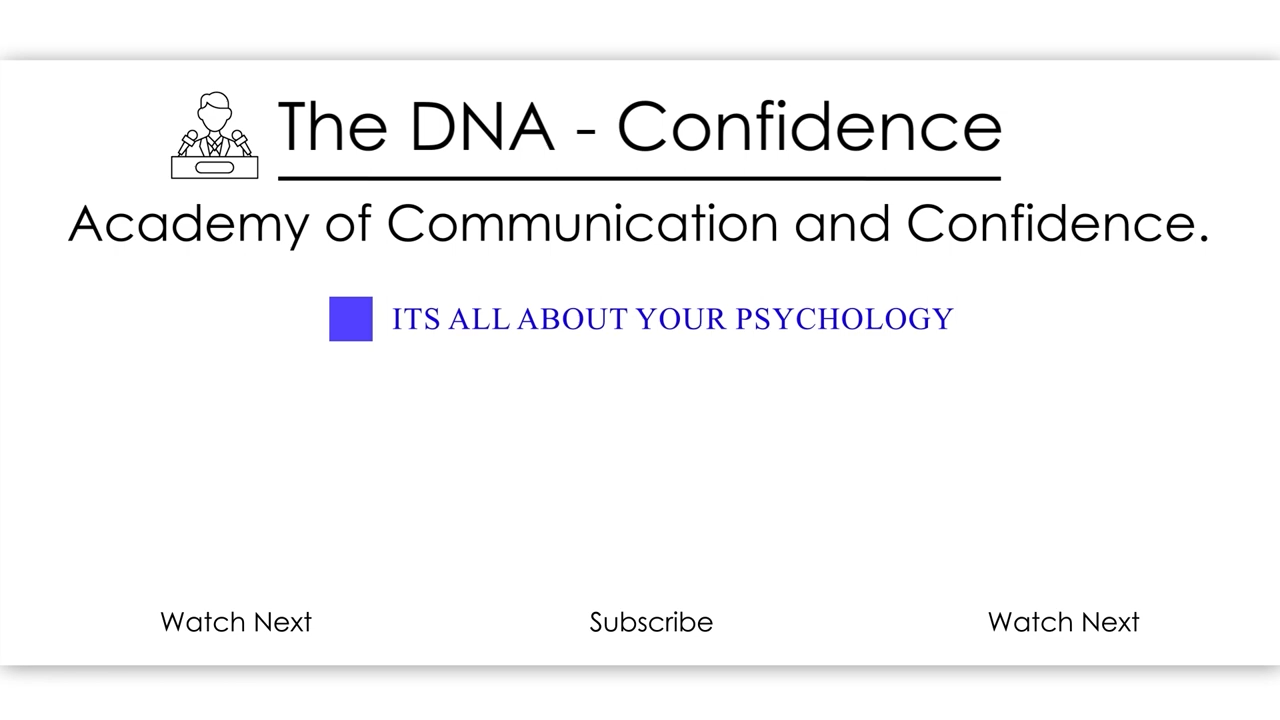 The DNA - Confidence
Academy of Communication and Confidence.
ITS ALL ABOUT YOUR PSYCHOLOGY
Watch Next Subscribe Watch Next